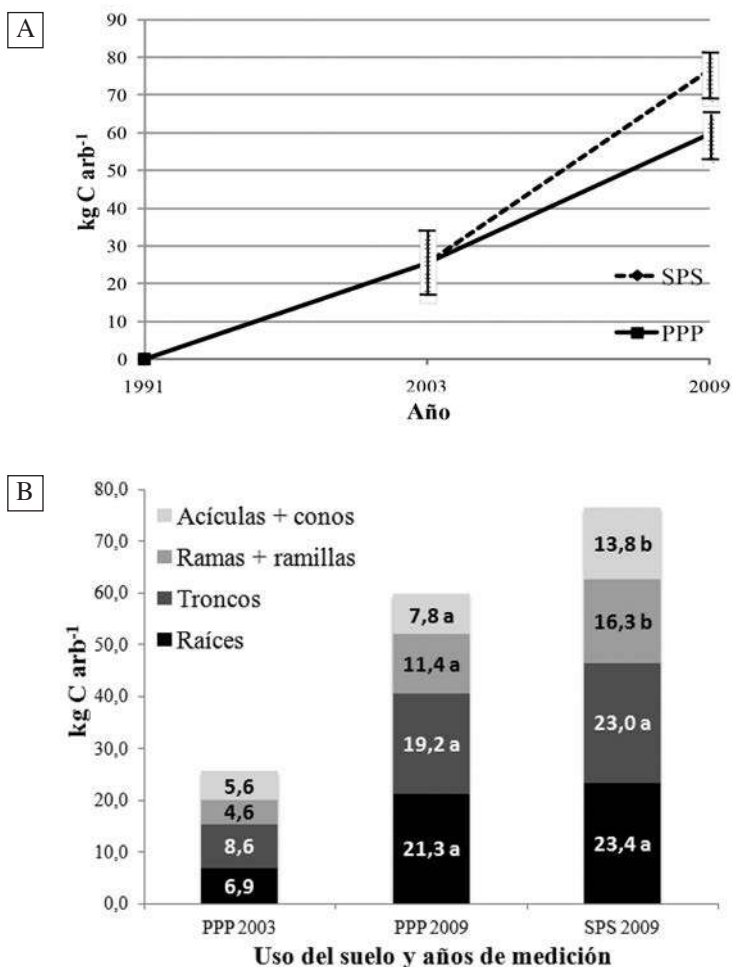 A
90
80
70
60
50
40
30
20
10
0
kg C arb-1
SPS
PPP
1991 2003 2009
Año
B
80,0
70,0
60,0
50,0
40,0
30,0
20,0
10,0
0,0
kg C arb-1
Acículas + conos
Ramas + ramillas
Troncos
Raíces
5,6
4,6
8,6
6,9
7,8 a
11,4 a
19,2 a
21,3 a
13,8 b
16,3 b
23,0 a
23,4 a
PPP 2003 PPP 2009 SPS 2009
Uso del suelo y años de medición